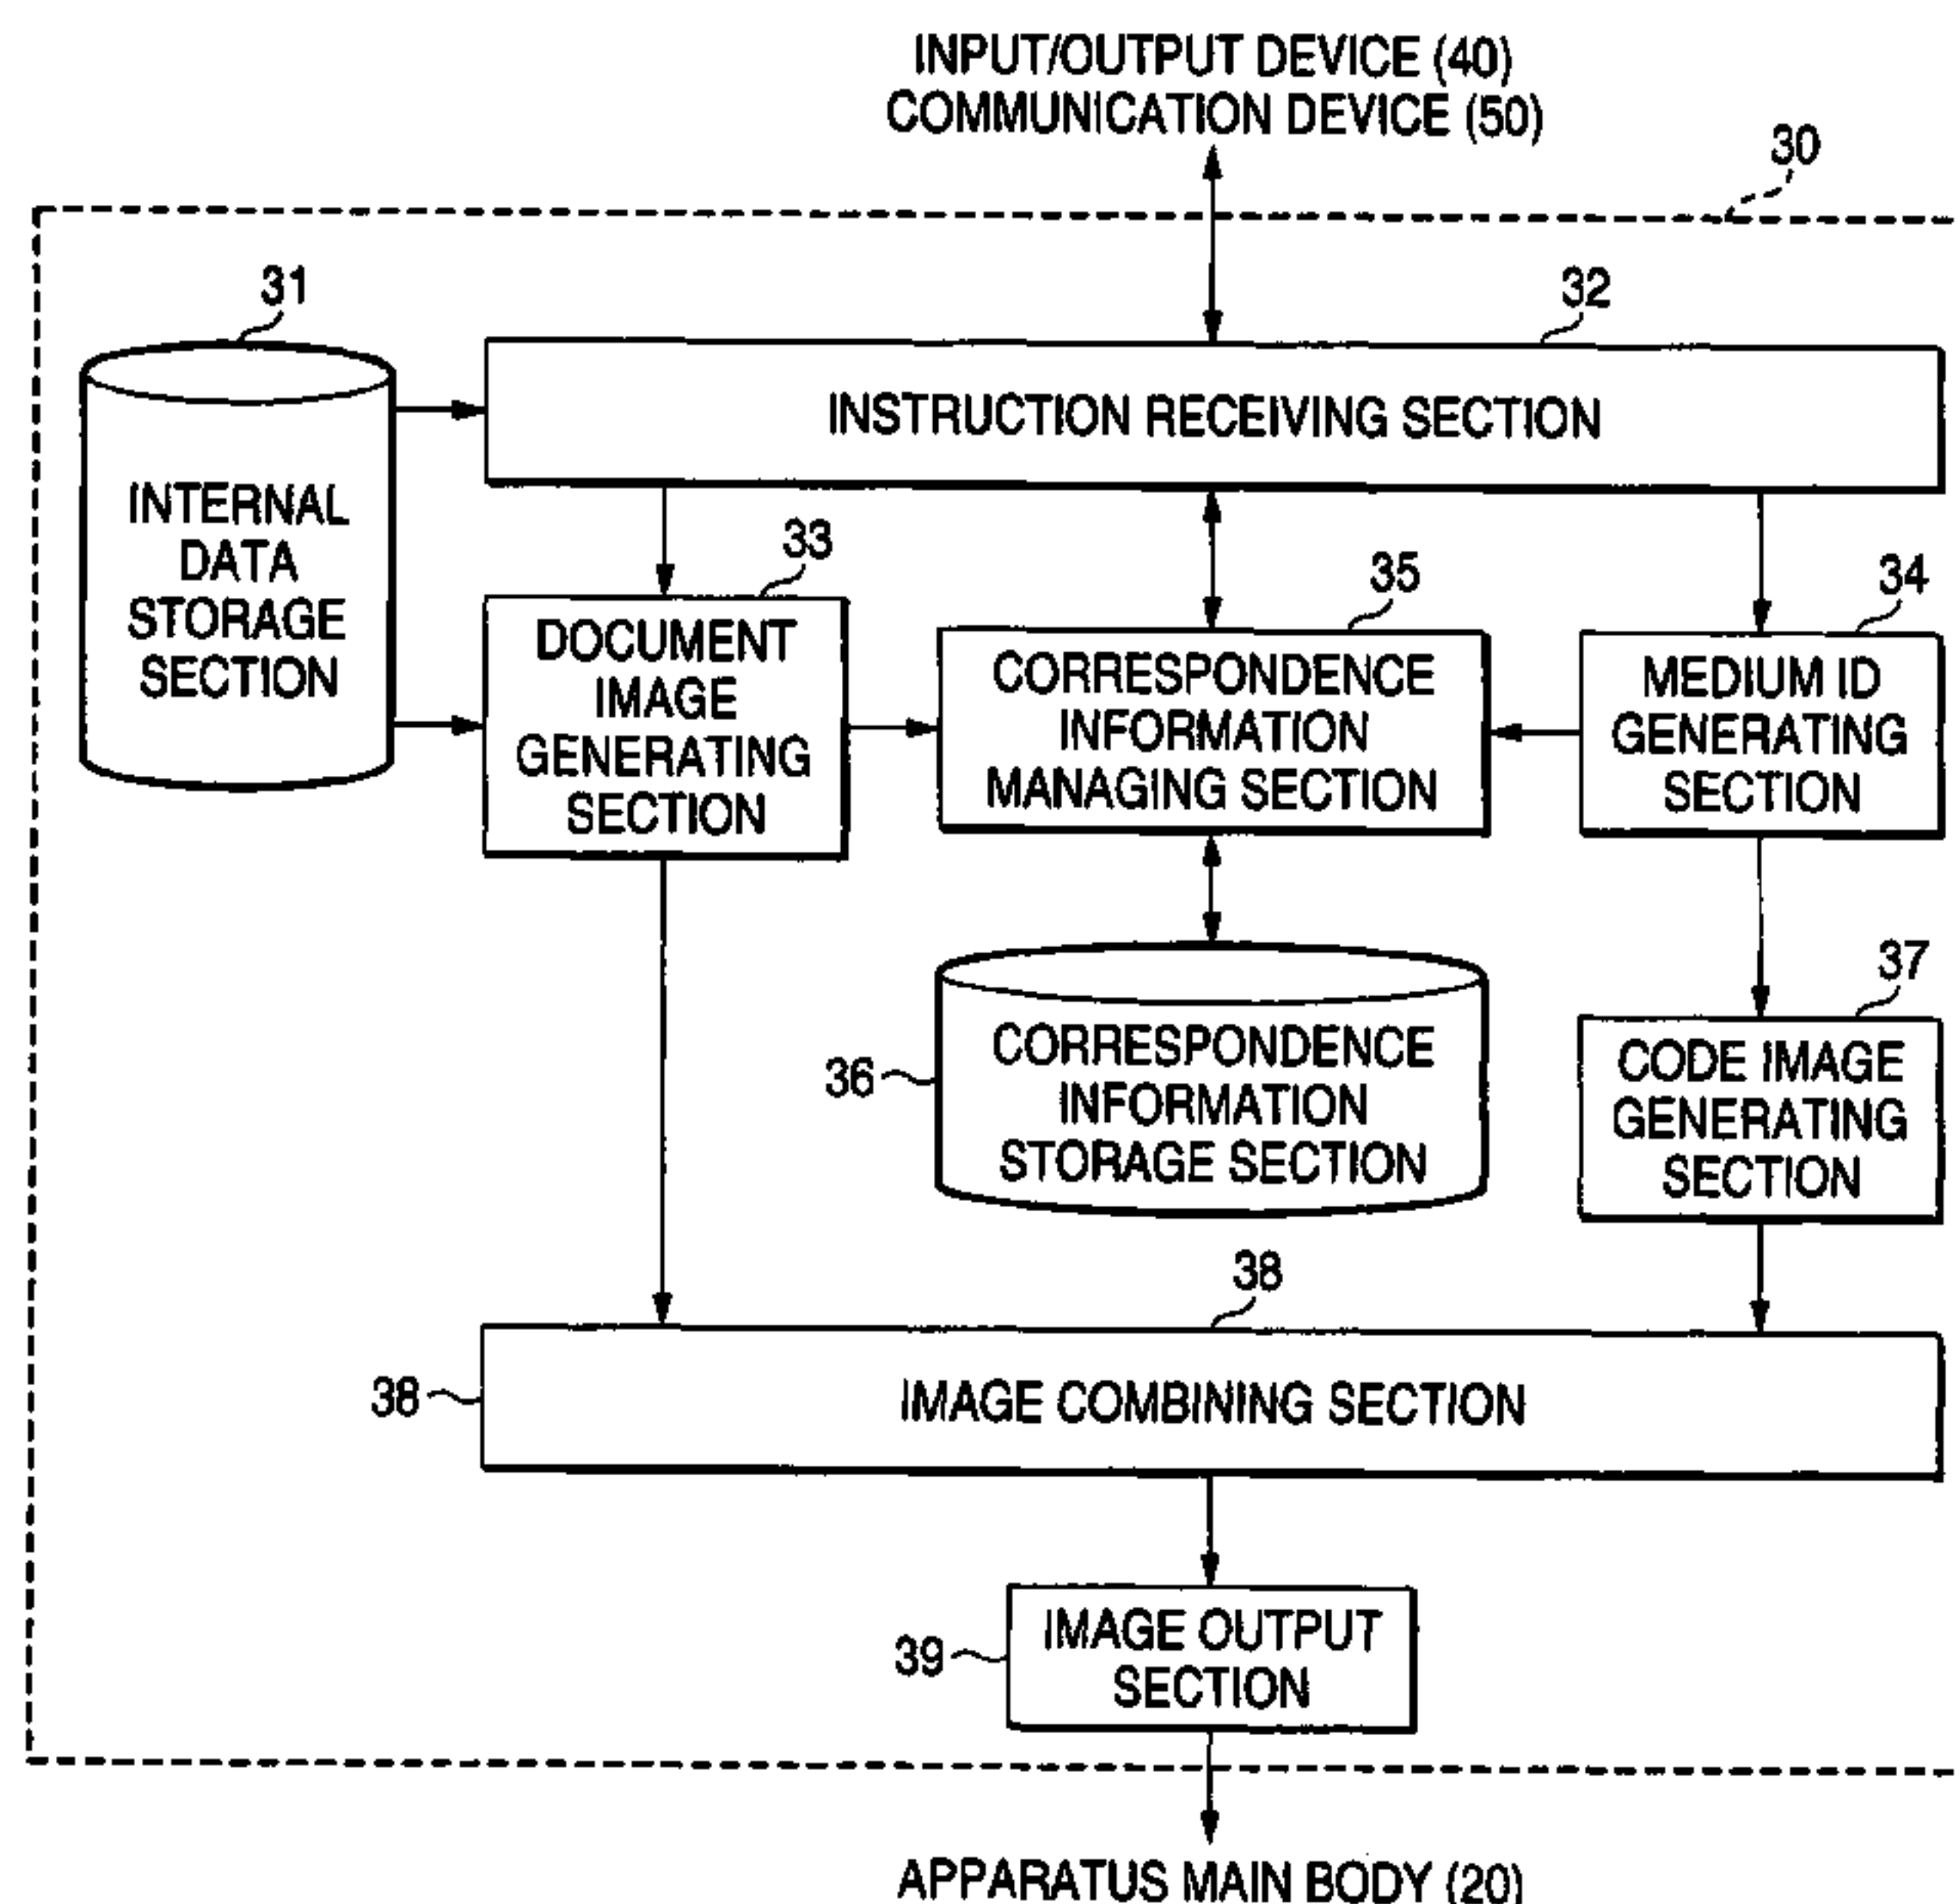 INPUT/OUTPUT DEVICE (40)
COMMUNICATION DEVICE (50)
30
31
32
INSTRUCTION RECEIVING SECTION
INTERNAL
DATA
STORAGE
SECTION
33
35
34
DOCUMENT
IMAGE
GENERATING
SECTION
CORRESPONDENCE
INFORMATION
MANAGING SECTION
MEDIUM ID
GENERATING
SECTION
37
36
CORRESPONDENCE
INFORMATION
STORAGE SECTION
CODE IMAGE
GENERATING
SECTION
38
38
IMAGE COMBINING SECTION
39
IMAGE OUTPUT
SECTION
APPARATUS MAIN BODY (20)